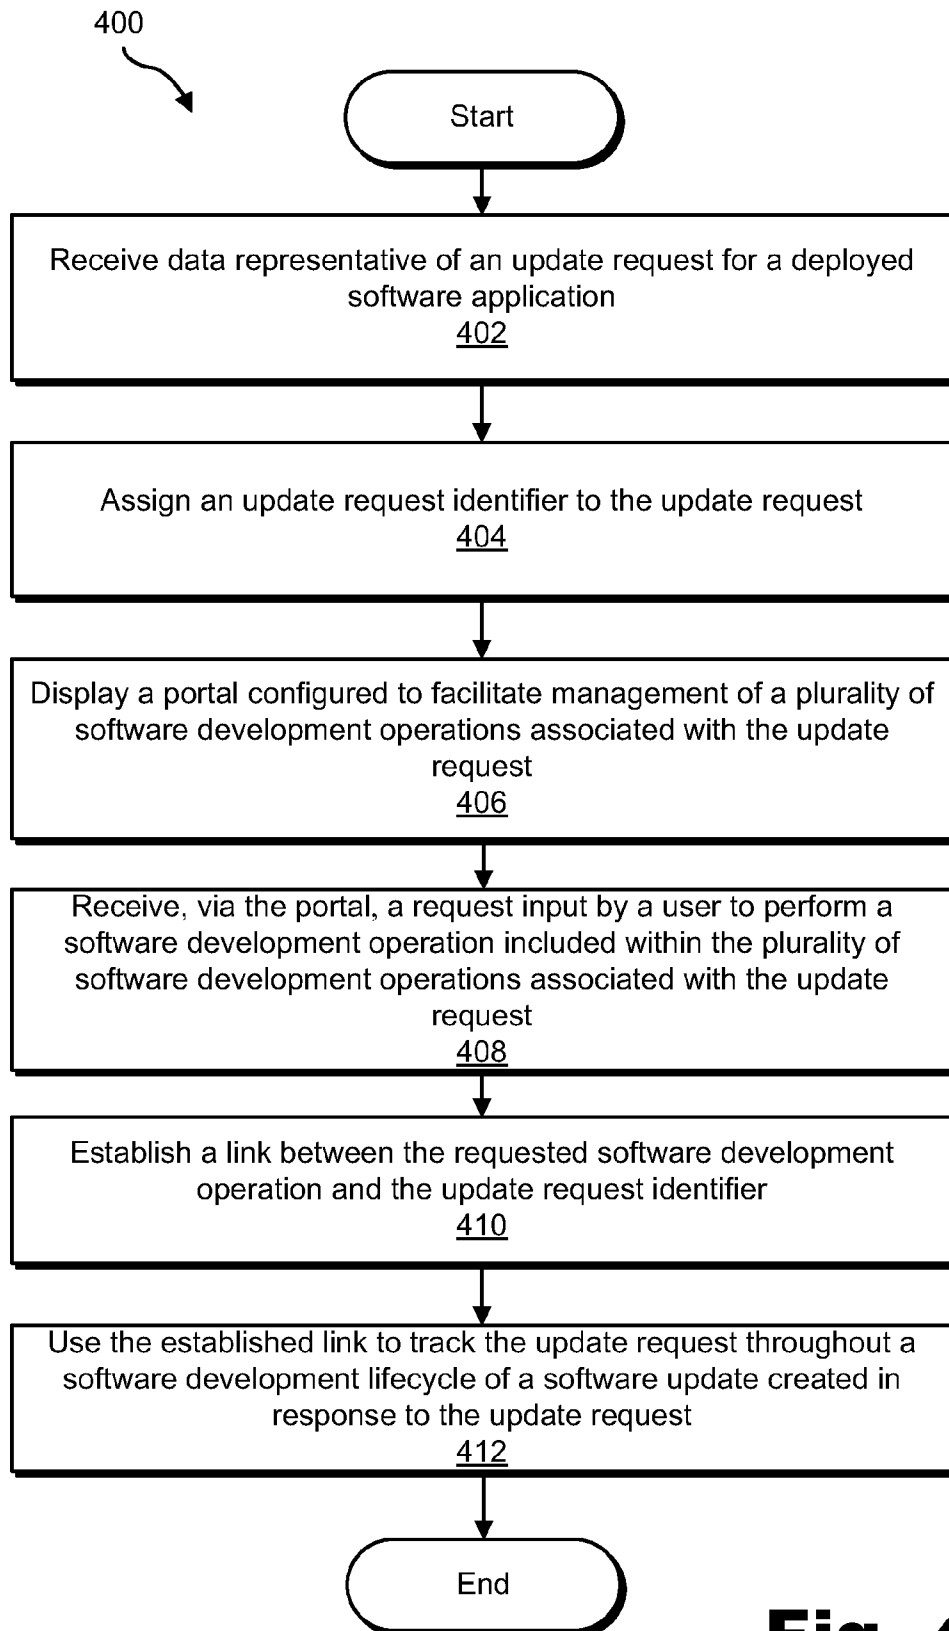 400
Start
Receive data representative of an update request for a deployed
software application
402
Assign an update request identifier to the update request
404
Display a portal configured to facilitate management of a plurality of
software development operations associated with the update
request
406
Receive, via the portal, a request input by a user to perform a
software development operation included within the plurality of
software development operations associated with the update
request
408
Establish a link between the requested software development
operation and the update request identifier
410
Use the established link to track the update request throughout a
software development lifecycle of a software update created in
response to the update request
412
End
Fig.